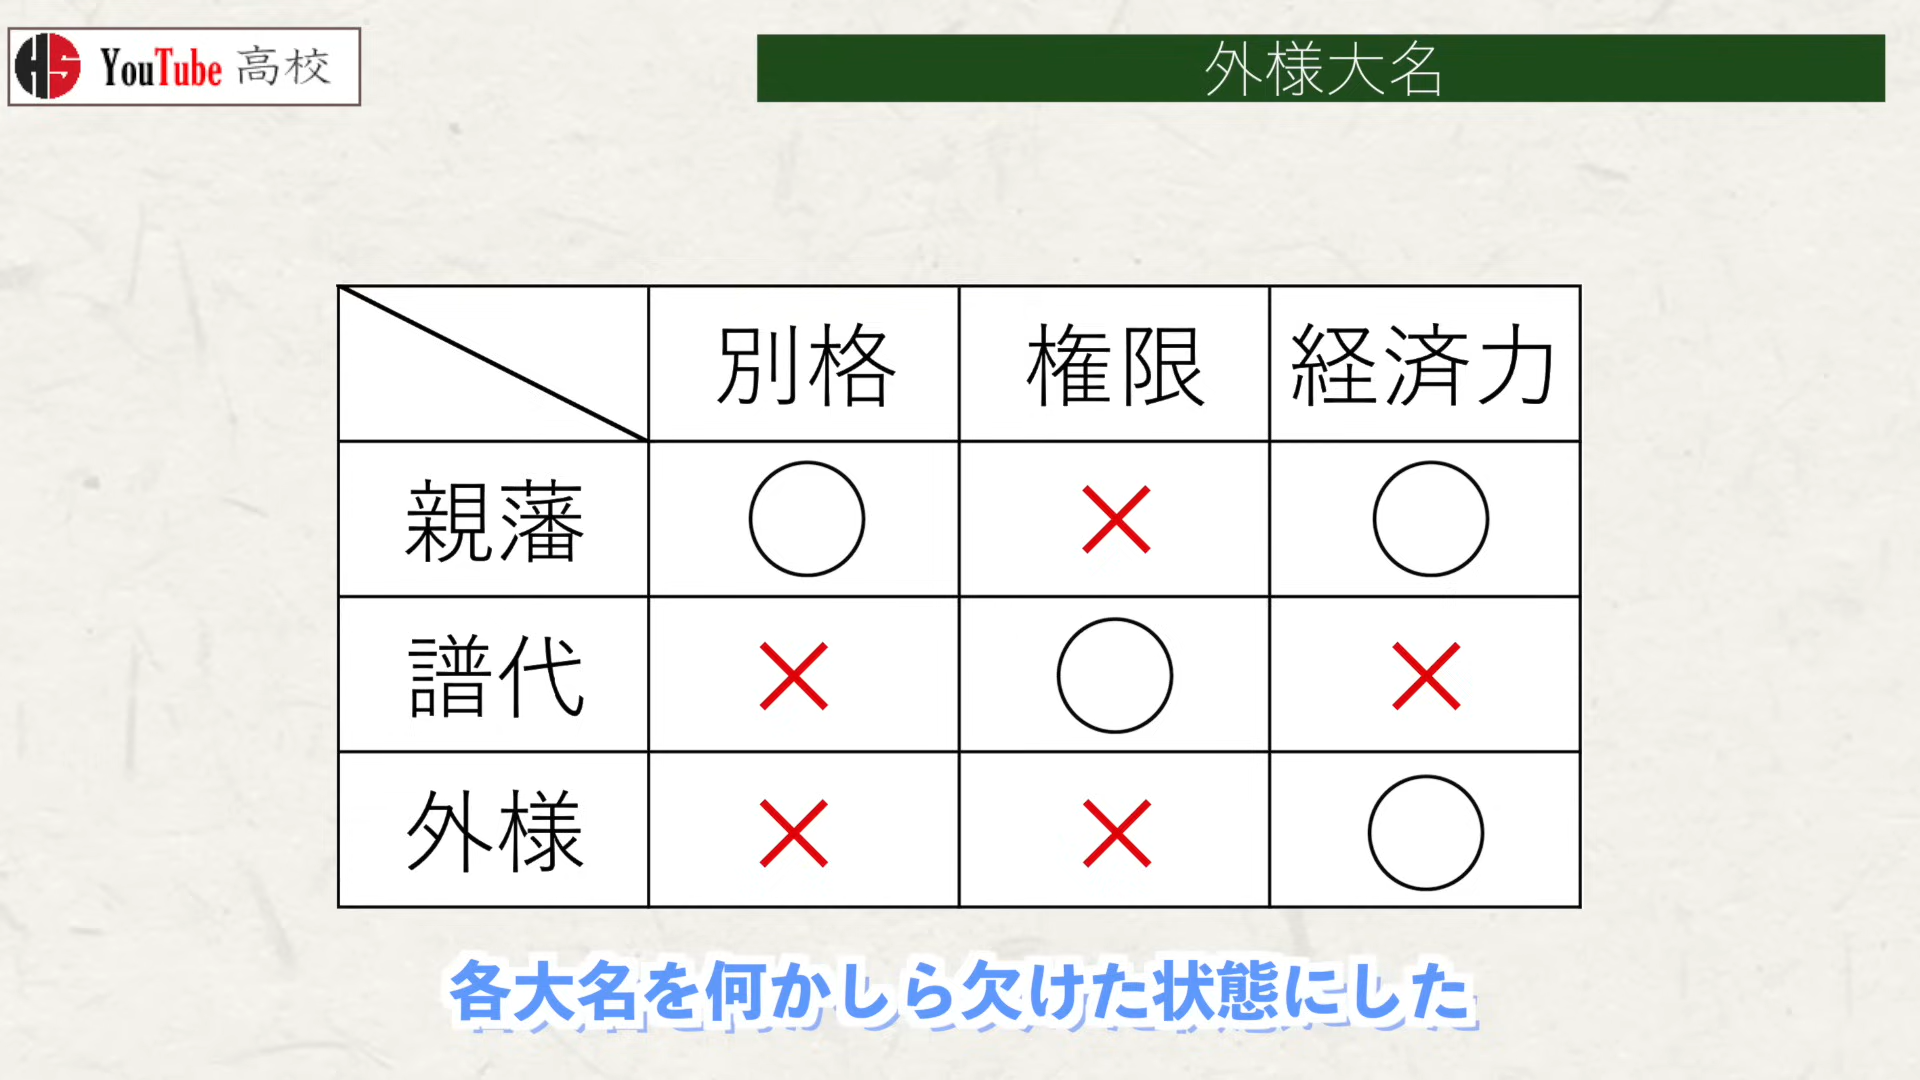 HS YouTube 高校
外様大名
別格 権限 経済力
親藩 ○ × ○
譜代 × ○ ×
外様 × × ○
各大名を何かしら欠けた状態にした